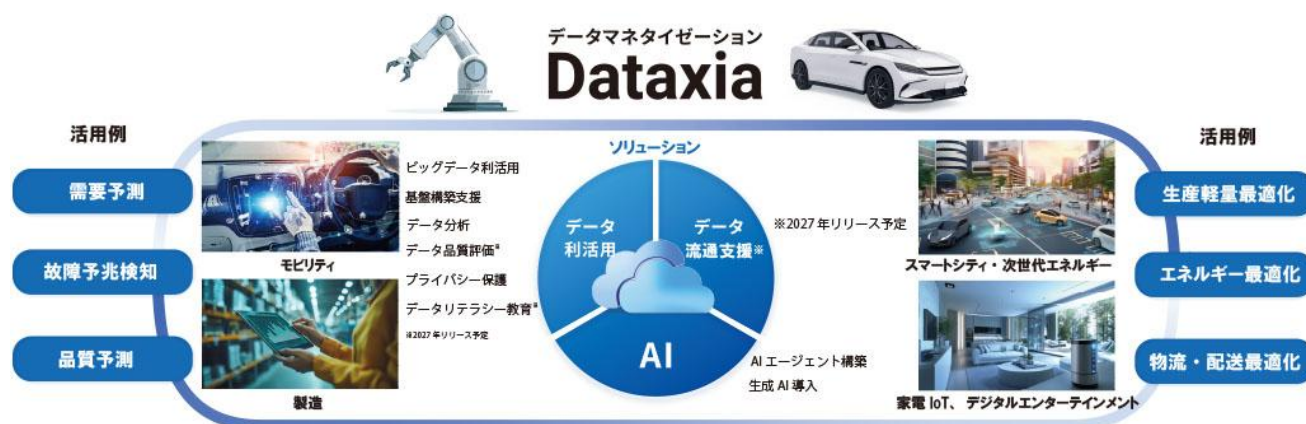 データマネタイゼーション
Dataxia
活用例
需要予測
故障予兆検知
品質予測
モビリティ
製造
ビッグデータ利活用
基盤構築支援
データ分析
データ品質評価※
プライバシー保護
データリテラシー教育※
※2027年リリース予定
ソリューション
データ
利活用
データ
流通支援※
AI
※2027年リリース予定
AIエージェント構築
生成AI導入
スマートシティ・次世代エネルギー
家電IoT、デジタルエンターテインメント
活用例
生産軽量最適化
エネルギー最適化
物流・配送最適化